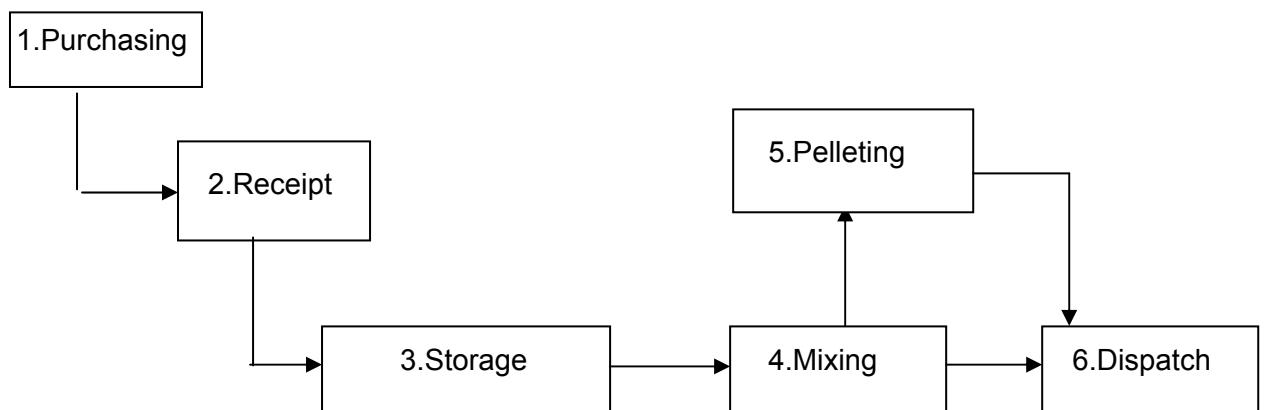 1.Purchasing
2.Receipt
3.Storage
4.Mixing
5.Pelleting
6.Dispatch